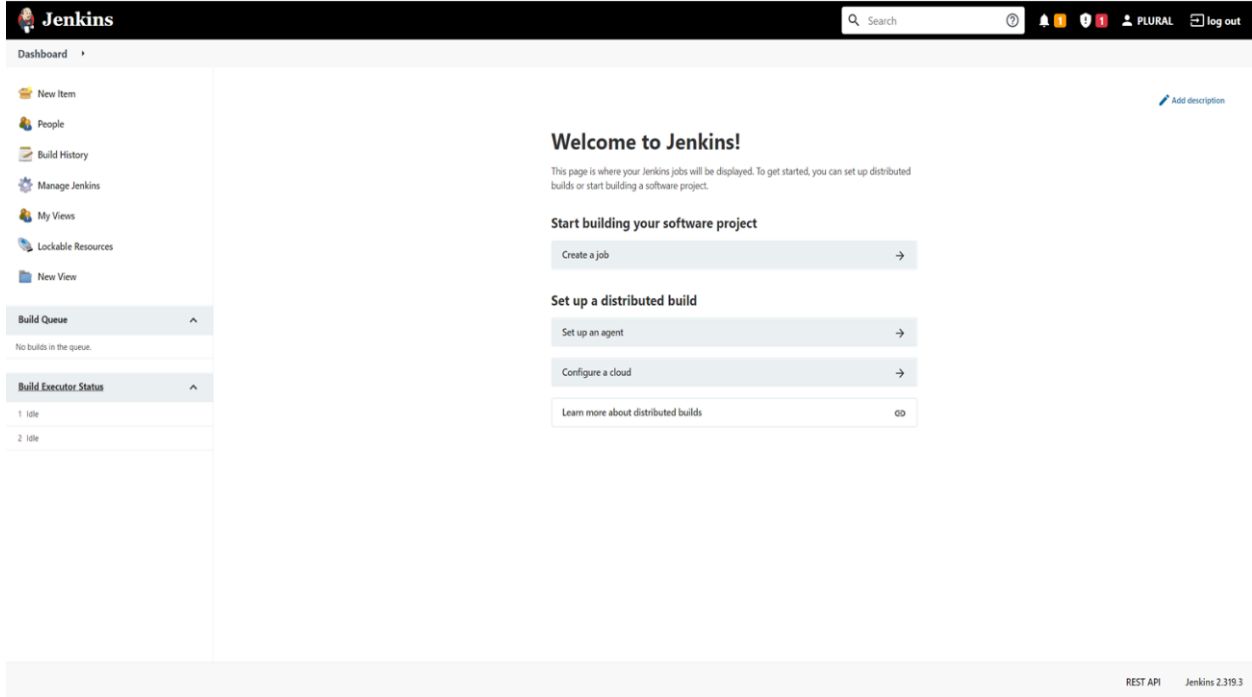 Jenkins
Search
1
1
PLURAL
log out
Dashboard
New Item
People
Build History
Manage Jenkins
My Views
Lockable Resources
New View
Build Queue
No builds in the queue.
Build Executor Status
1 Idle
2 Idle
Add description
Welcome to Jenkins!
This page is where your Jenkins jobs will be displayed. To get started, you can set up distributed
builds or start building a software project.
Start building your software project
Create a job
Set up a distributed build
Set up an agent
Configure a cloud
Learn more about distributed builds
REST API
Jenkins 2.319.3